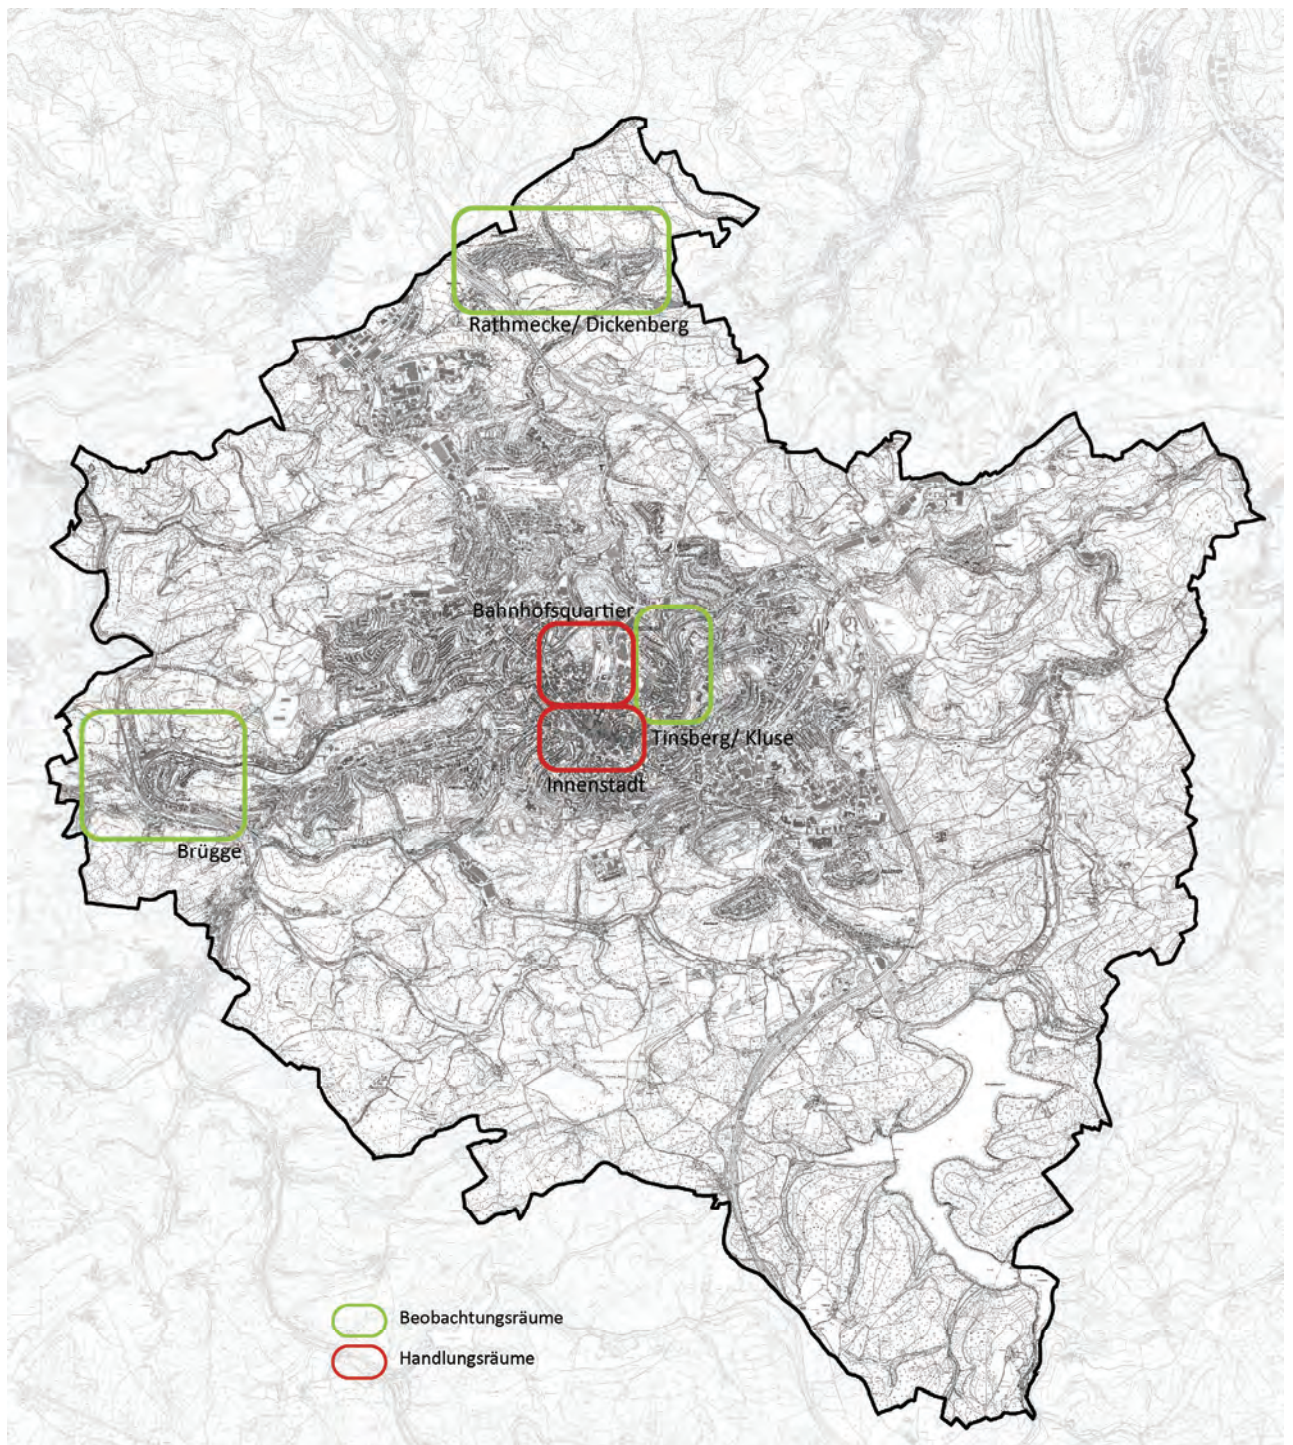 Rathmecke/ Dickenberg
Bahnhofsquartier
Tinsberg/ Kluse
Innenstadt
Brügge
Beobachtungsräume
Handlungsräume